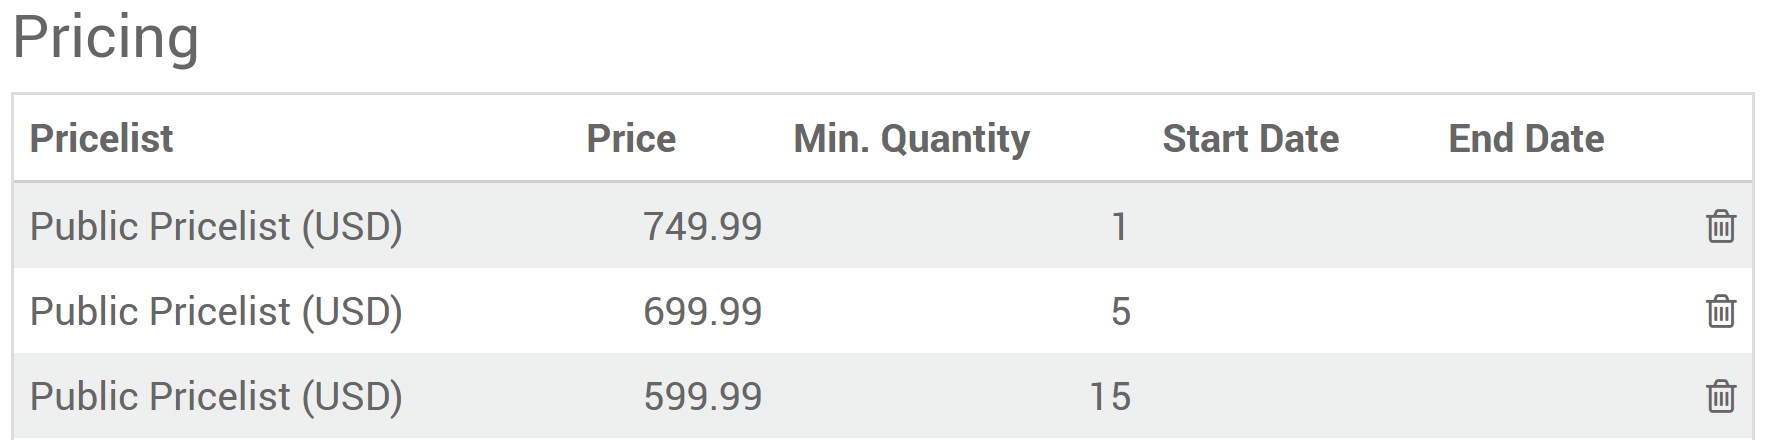 Pricing
Pricelist Price Min. Quantity Start Date End Date
Public Pricelist (USD) 749.99 1
Public Pricelist (USD) 699.99 5
Public Pricelist (USD) 599.99 15